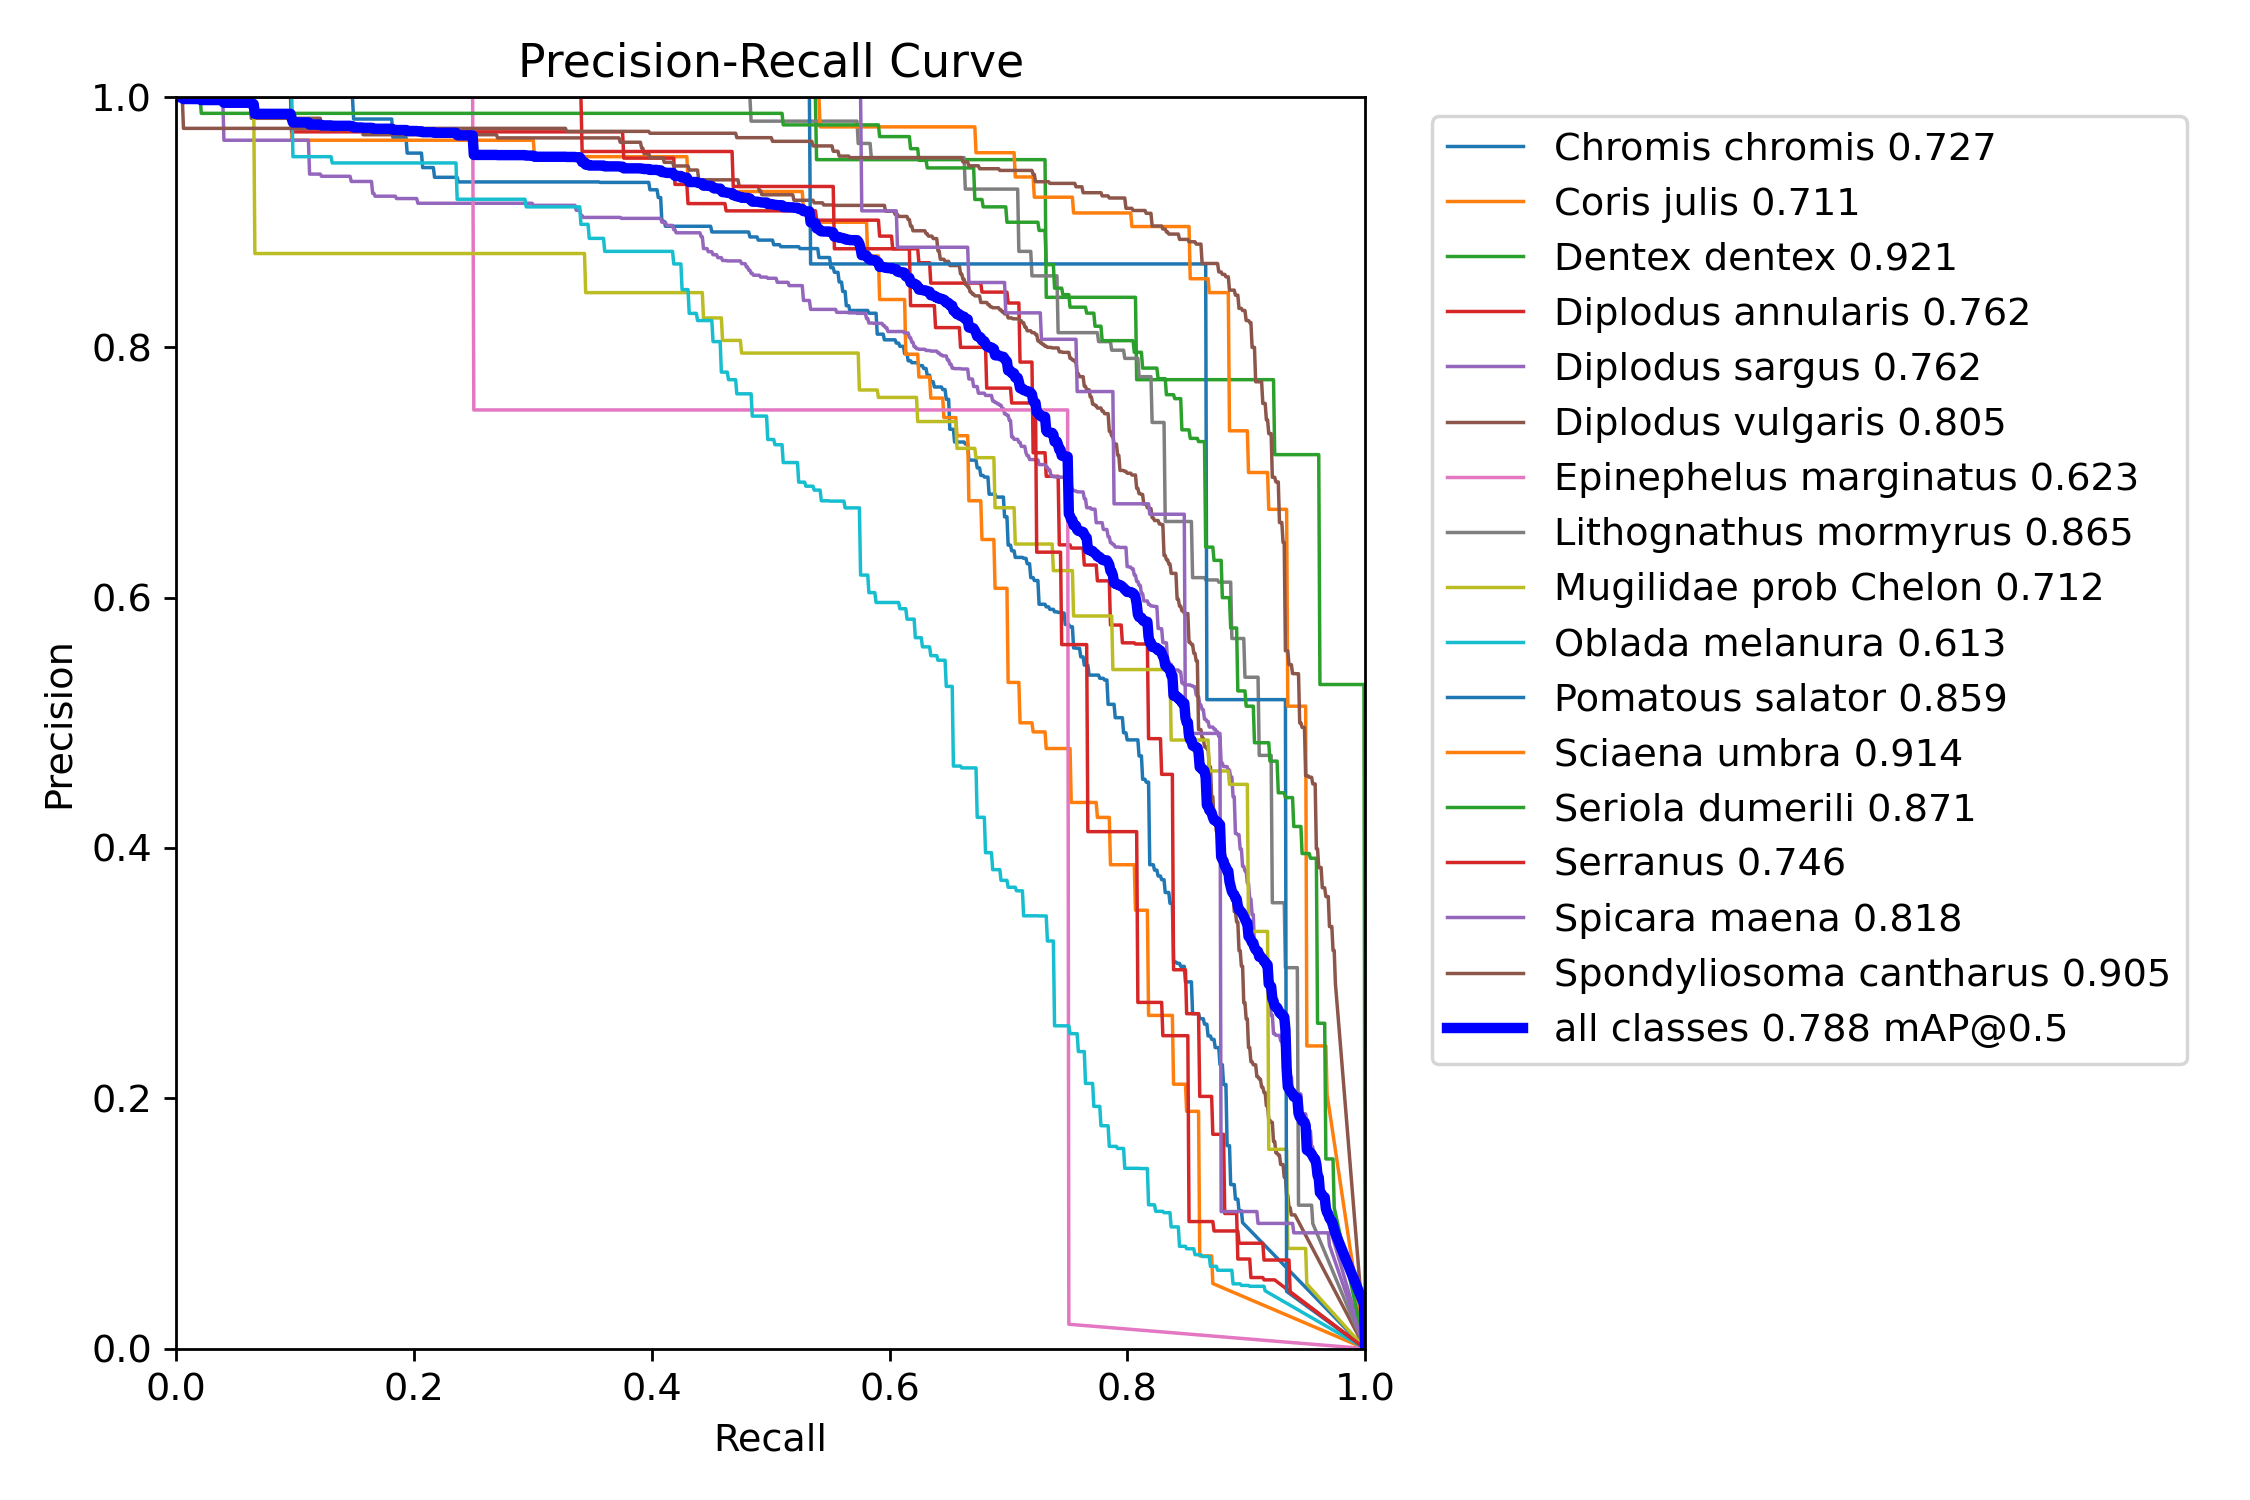 Precision-Recall Curve
1.0
0.8
0.6
0.4
0.2
0.0
Precision
0.0 0.2 0.4 0.6 0.8 1.0
Recall
Chromis chromis 0.727
Coris julis 0.711
Dentex dentex 0.921
Diplodus annularis 0.762
Diplodus sargus 0.762
Diplodus vulgaris 0.805
Epinephelus marginatus 0.623
Lithognathus mormyrus 0.865
Mugilidae prob Chelon 0.712
Oblada melanura 0.613
Pomatous salator 0.859
Sciaena umbra 0.914
Seriola dumerili 0.871
Serranus 0.746
Spicara maena 0.818
Spondyliosoma cantharus 0.905
all classes 0.788 mAP@0.5